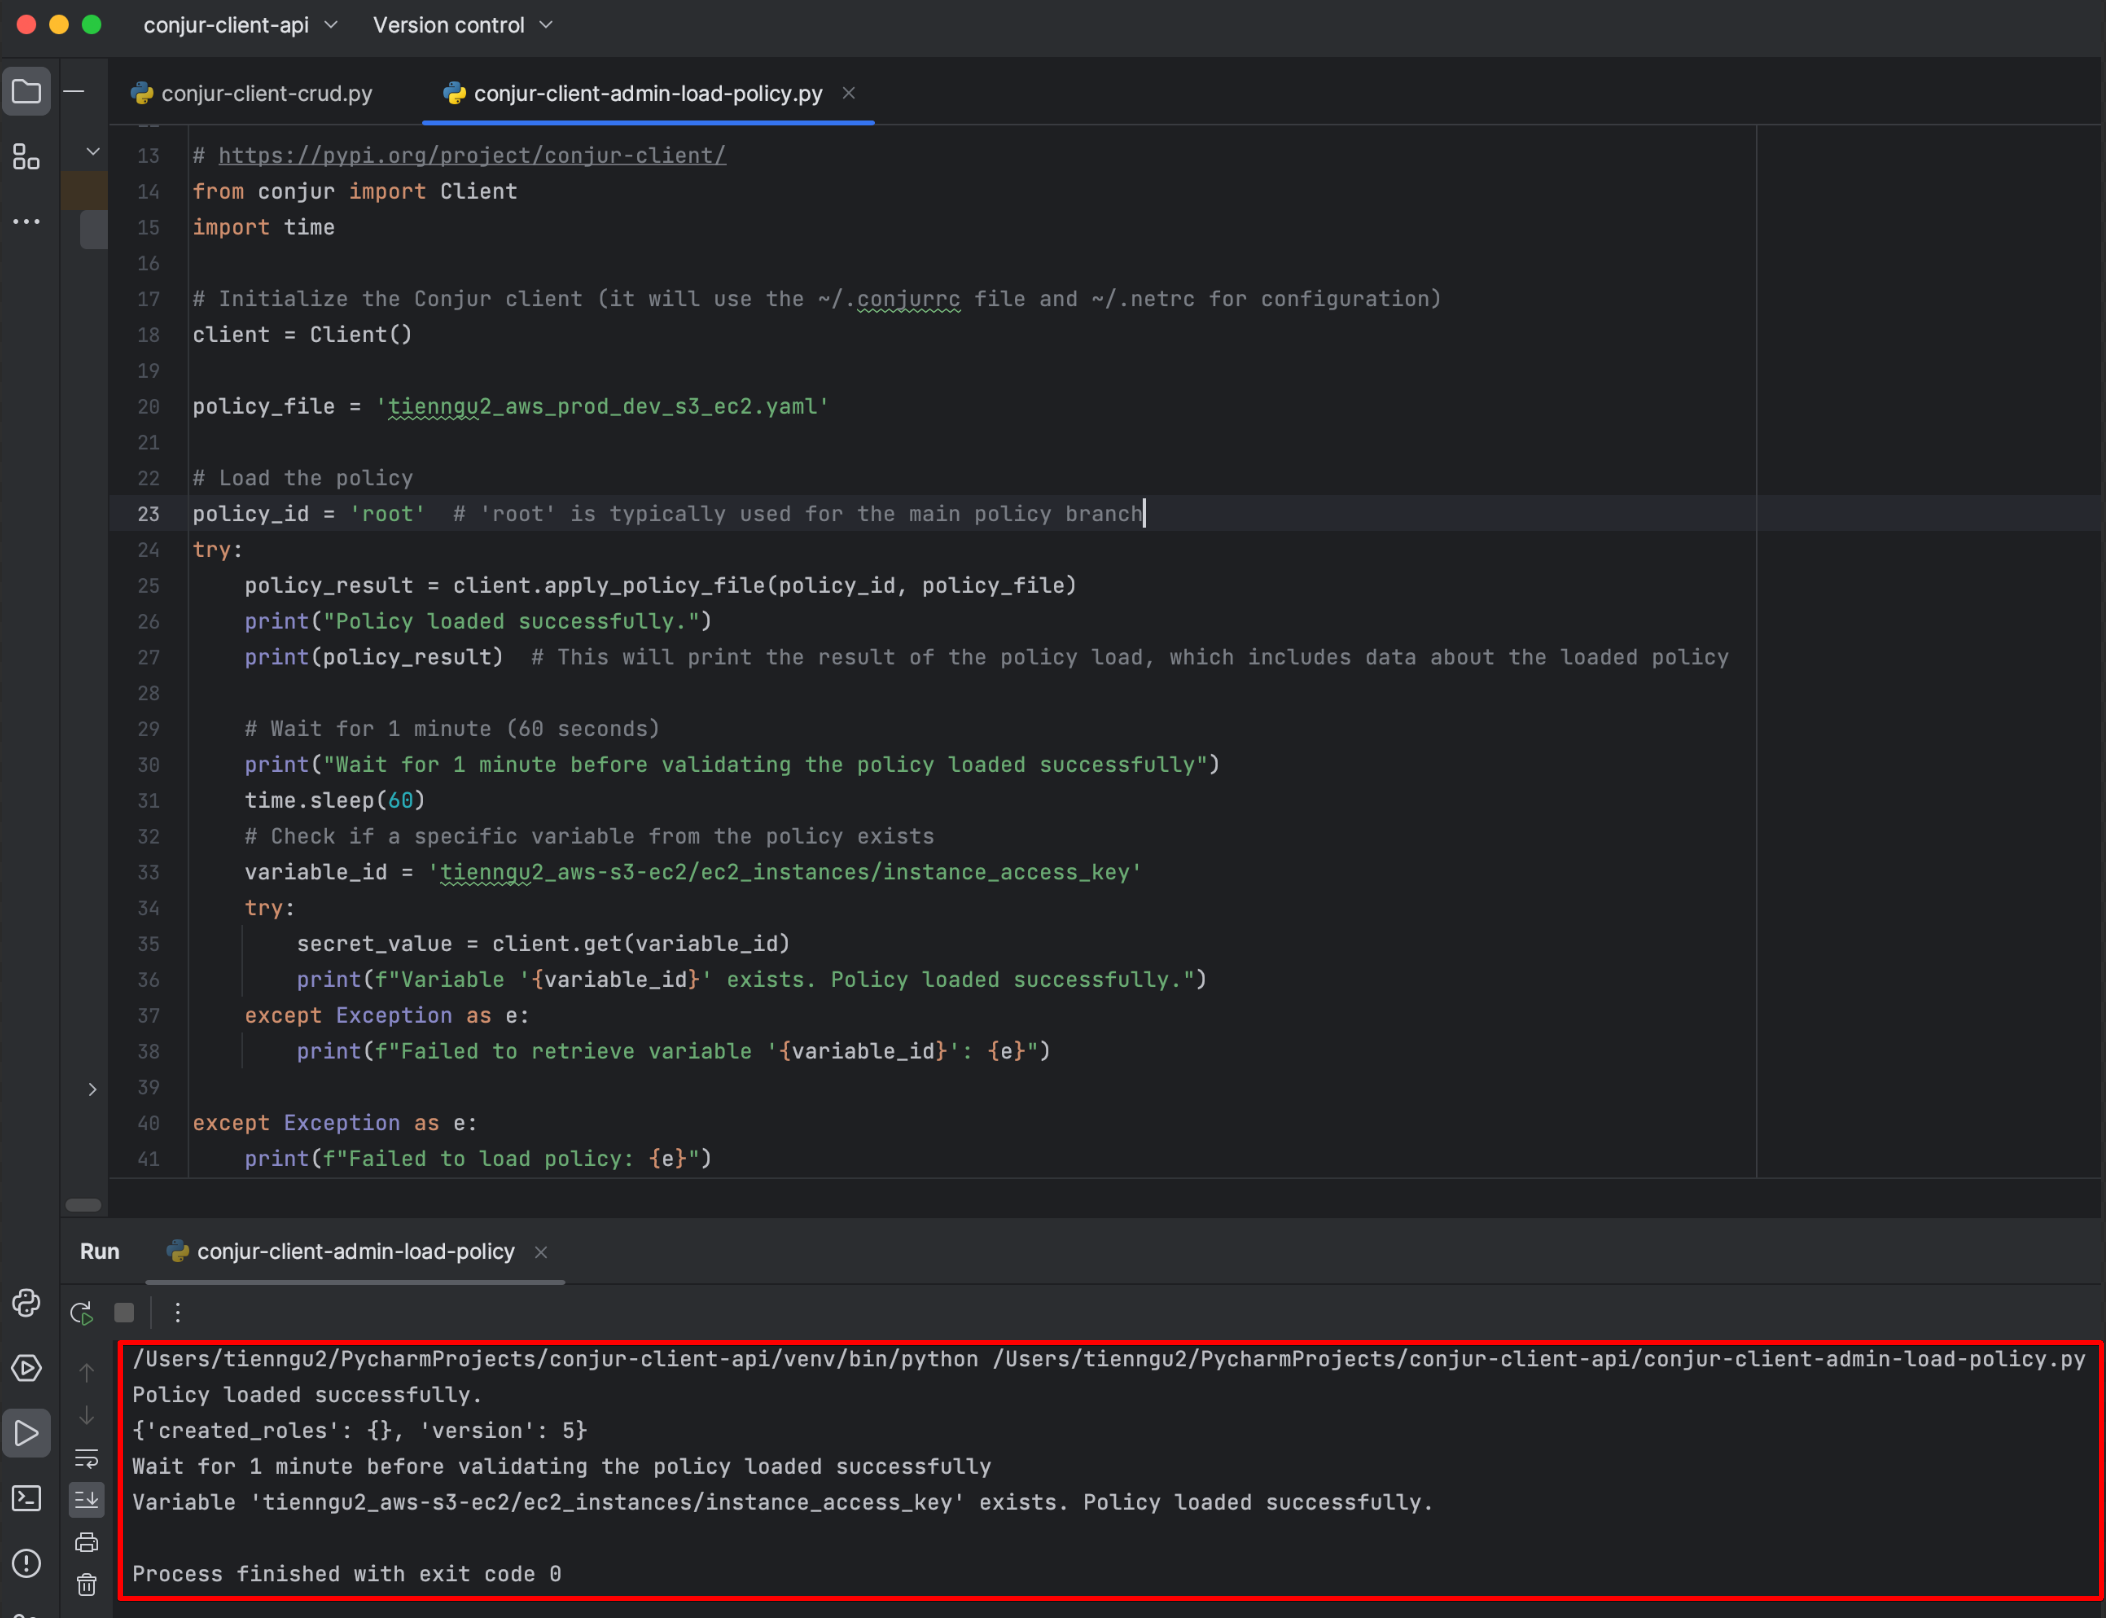 conjur-client-api Version control
conjur-client-crud.py conjur-client-admin-load-policy.py
13 # https://pypi.org/project/conjur-client/
14 from conjur import Client
15 import time
16
17 # Initialize the Conjur client (it will use the ~/.conjurrc file and ~/.netrc for configuration)
18 client = Client()
19
20 policy_file = 'tienngu2_aws_prod_dev_s3_ec2.yaml'
21
22 # Load the policy
23 policy_id = 'root'  # 'root' is typically used for the main policy branch
24 try:
25     policy_result = client.apply_policy_file(policy_id, policy_file)
26     print("Policy loaded successfully.")
27     print(policy_result)  # This will print the result of the policy load, which includes data about the loaded policy
28
29     # Wait for 1 minute (60 seconds)
30     print("Wait for 1 minute before validating the policy loaded successfully")
31     time.sleep(60)
32     # Check if a specific variable from the policy exists
33     variable_id = 'tienngu2_aws-s3-ec2/ec2_instances/instance_access_key'
34     try:
35         secret_value = client.get(variable_id)
36         print(f"Variable '{variable_id}' exists. Policy loaded successfully.")
37     except Exception as e:
38         print(f"Failed to retrieve variable '{variable_id}': {e}")
39
40 except Exception as e:
41     print(f"Failed to load policy: {e}")
Run conjur-client-admin-load-policy
/Users/tienngu2/PycharmProjects/conjur-client-api/venv/bin/python /Users/tienngu2/PycharmProjects/conjur-client-api/conjur-client-admin-load-policy.py
Policy loaded successfully.
{'created_roles': {}, 'version': 5}
Wait for 1 minute before validating the policy loaded successfully
Variable 'tienngu2_aws-s3-ec2/ec2_instances/instance_access_key' exists. Policy loaded successfully.
Process finished with exit code 0